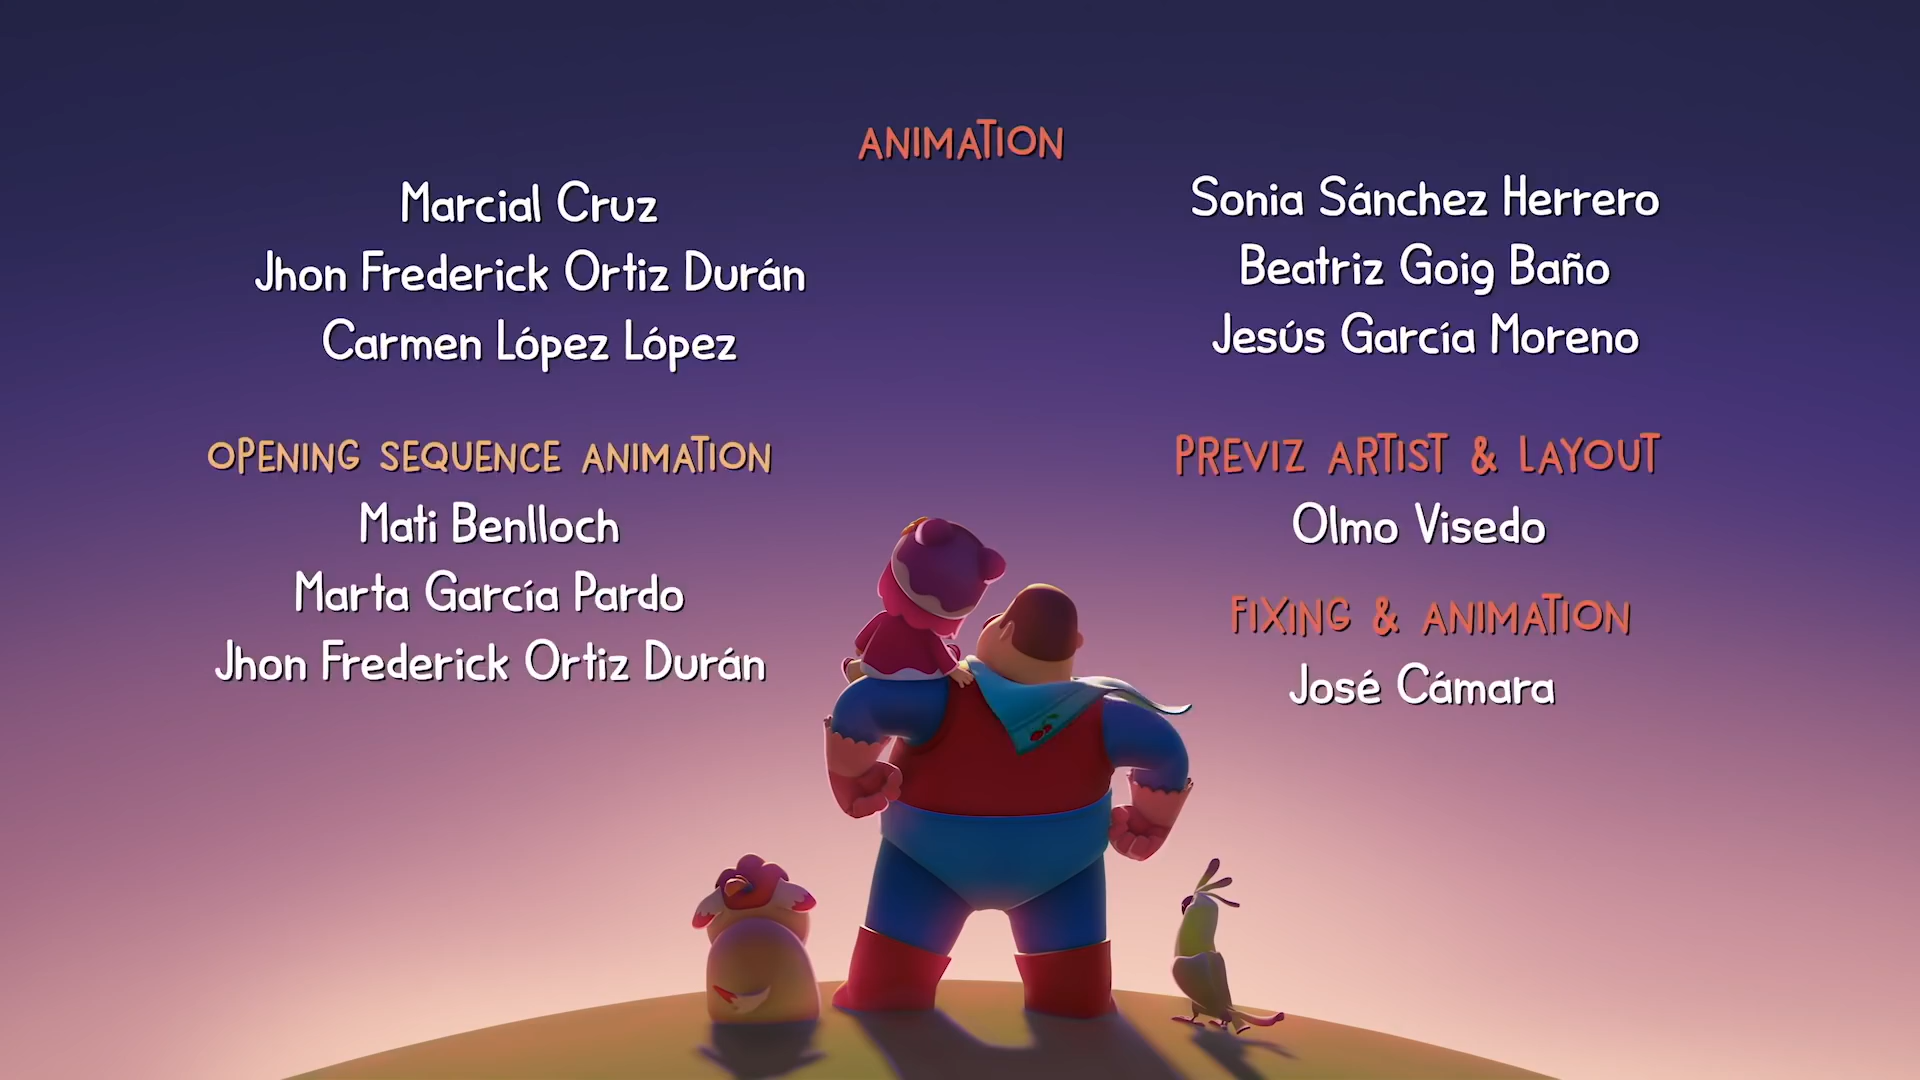 ANIMATION
Marcial Cruz
Jhon Frederick Ortiz Durán
Carmen López López
Sonia Sánchez Herrero
Beatriz Goig Baño
Jesús García Moreno
OPENING SEQUENCE ANIMATION
Mati Benlloch
Marta García Pardo
Jhon Frederick Ortiz Durán
PREVIZ ARTIST & LAYOUT
Olmo Visedo
FIXING & ANIMATION
José Cámara